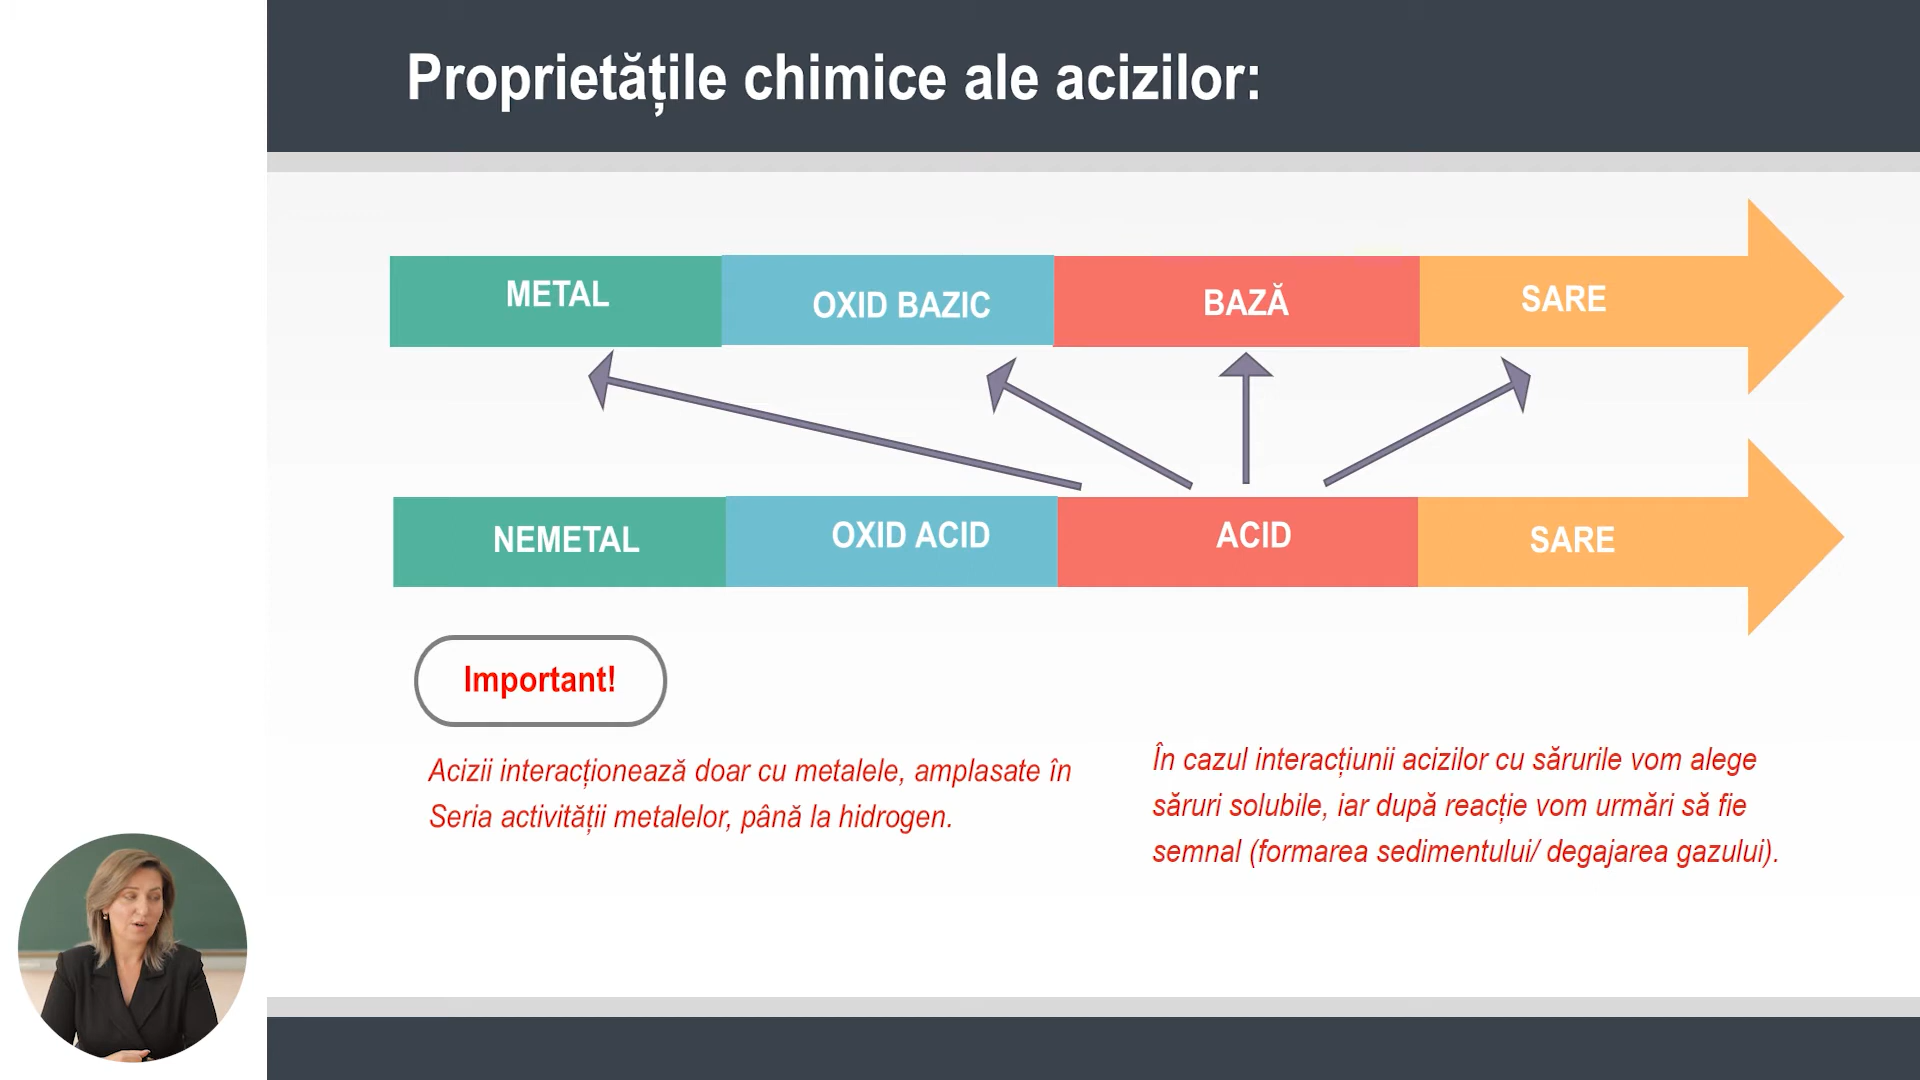 Proprietățile chimice ale acizilor:
METAL
OXID BAZIC
BAZĂ
SARE
NEMETAL
OXID ACID
ACID
SARE
Important!
Acizii interacționează doar cu metalele, amplasate în
Seria activității metalelor, până la hidrogen.
În cazul interacțiunii acizilor cu sărurile vom alege
săruri solubile, iar după reacție vom urmări să fie
semnal (formarea sedimentului/ degajarea gazului).